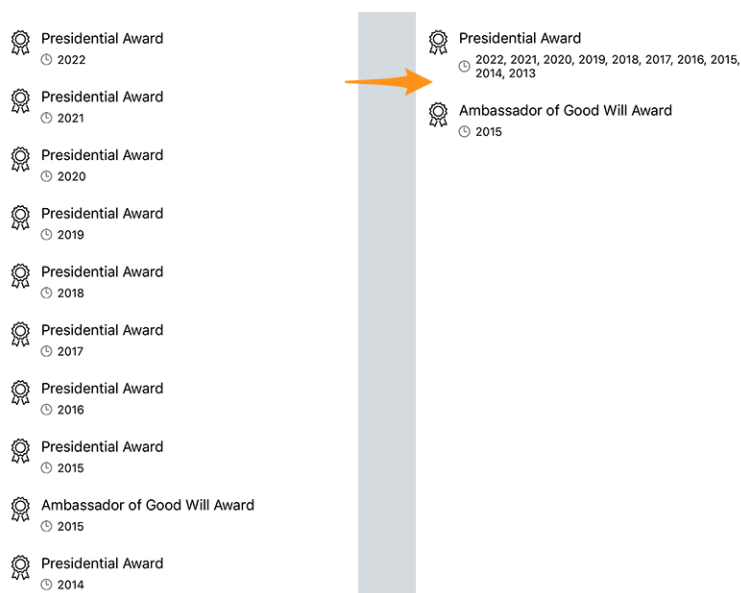 Presidential Award
2022
Presidential Award
2021
Presidential Award
2020
Presidential Award
2019
Presidential Award
2018
Presidential Award
2017
Presidential Award
2016
Presidential Award
2015
Ambassador of Good Will Award
2015
Presidential Award
2014
Presidential Award
2022, 2021, 2020, 2019, 2018, 2017, 2016, 2015,
2014, 2013
Ambassador of Good Will Award
2015